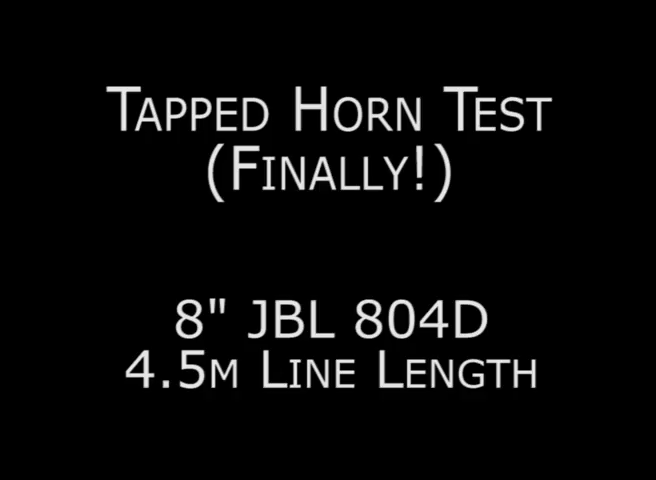 Tapped Horn Test
(Finally!)
8" JBL 804D
4.5m Line Length